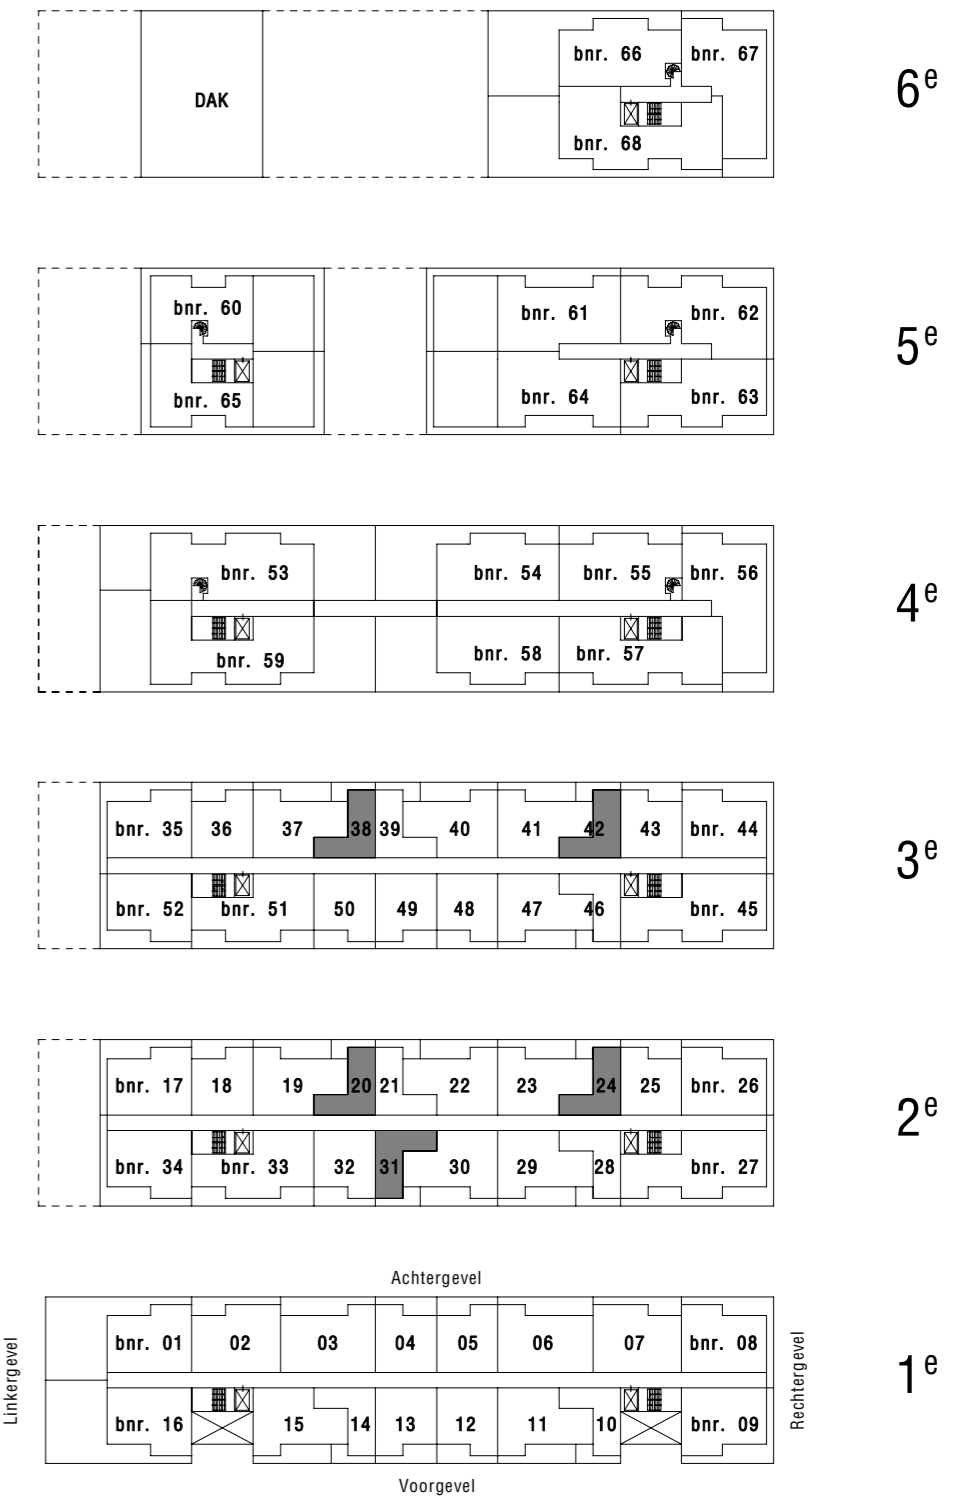 bnr. 66 bnr. 67
DAK
6e
bnr. 68
bnr. 60 bnr. 61 bnr. 62
5e
bnr. 65 bnr. 64 bnr. 63
bnr. 53 bnr. 54 bnr. 55 bnr. 56
4e
bnr. 59 bnr. 58 bnr. 57
bnr. 35 36 37 38 39 40 41 42 43 bnr. 44
3e
bnr. 52 bnr. 51 50 49 48 47 46 bnr. 45
bnr. 17 18 19 20 21 22 23 24 25 bnr. 26
2e
bnr. 34 bnr. 33 32 31 30 29 28 bnr. 27
Achtergevel
bnr. 01 02 03 04 05 06 07 bnr. 08
Linkergevel
Rechtergevel
1e
bnr. 16 15 14 13 12 11 10 bnr. 09
Voorgevel